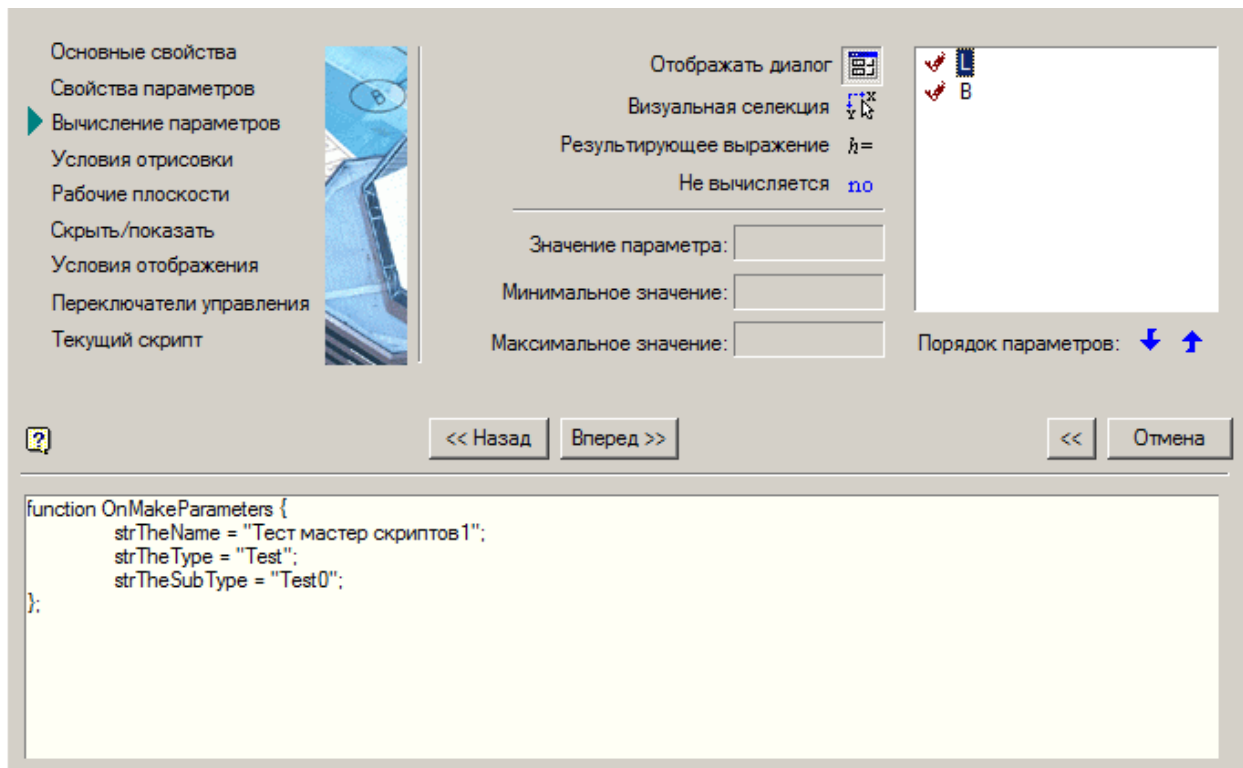 Основные свойства
Свойства параметров
Вычисление параметров
Условия отрисовки
Рабочие плоскости
Скрыть/показать
Условия отображения
Переключатели управления
Текущий скрипт
B
Отображать диалог
Визуальная селекция
Результирующее выражение h=
Не вычисляется no
Значение параметра:
Минимальное значение:
Максимальное значение:
L
B
Порядок параметров:
<< Назад Вперед >> << Отмена
function OnMakeParameters {
strTheName = "Тест мастер скриптов1";
strTheType = "Test";
strTheSubType = "Test0";
};